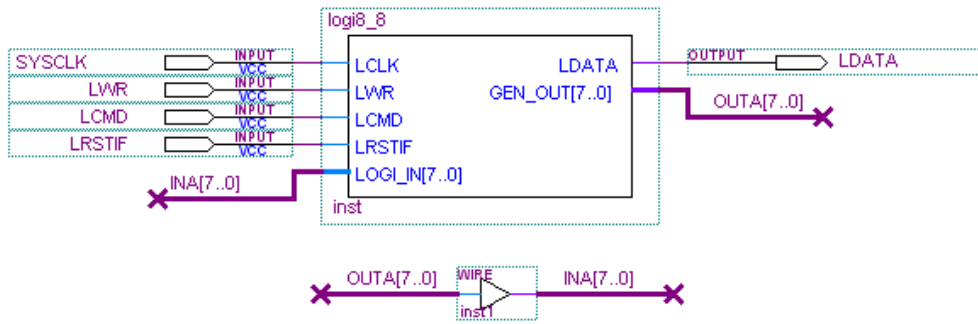 logi8_8
SYSCLK INPUT VCC LCLK LDATA OUTPUT LDATA
LWR INPUT VCC LWR GEN_OUT[7..0] OUTA[7..0]
LCMD INPUT VCC LCMD
LRSTIF INPUT VCC LRSTIF
INA[7..0] LOGI_IN[7..0]
inst
OUTA[7..0] WIRE INA[7..0]
inst1